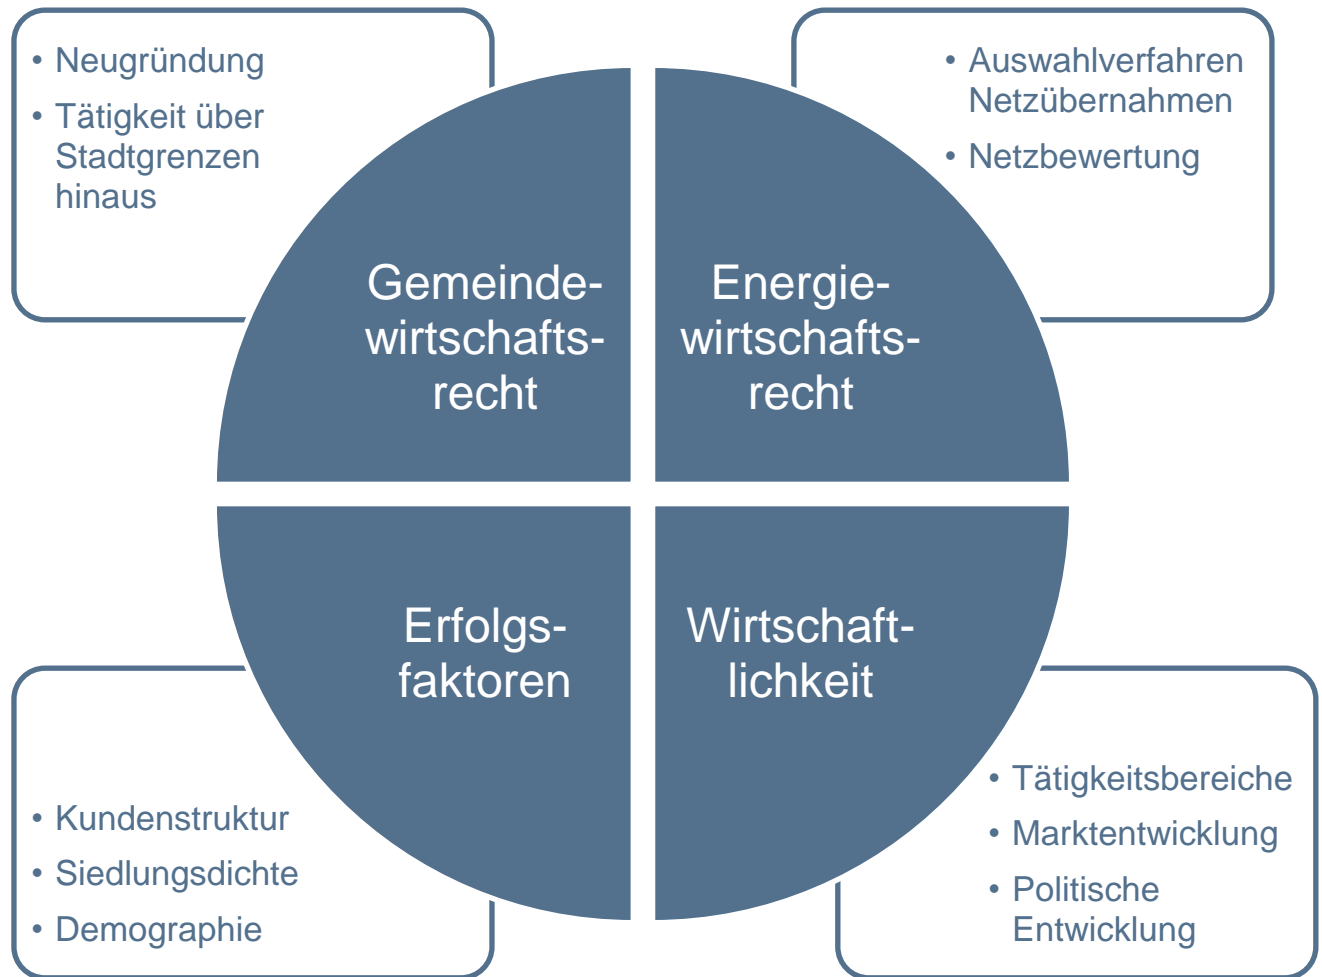 • Neugründung
• Tätigkeit über
Stadtgrenzen
hinaus
• Auswahlverfahren
Netzübernahmen
• Netzbewertung
Gemeinde-
wirtschafts-
recht
Energie-
wirtschafts-
recht
Erfolgs-
faktoren
Wirtschaft-
lichkeit
• Kundenstruktur
• Siedlungsdichte
• Demographie
• Tätigkeitsbereiche
• Marktentwicklung
• Politische
Entwicklung